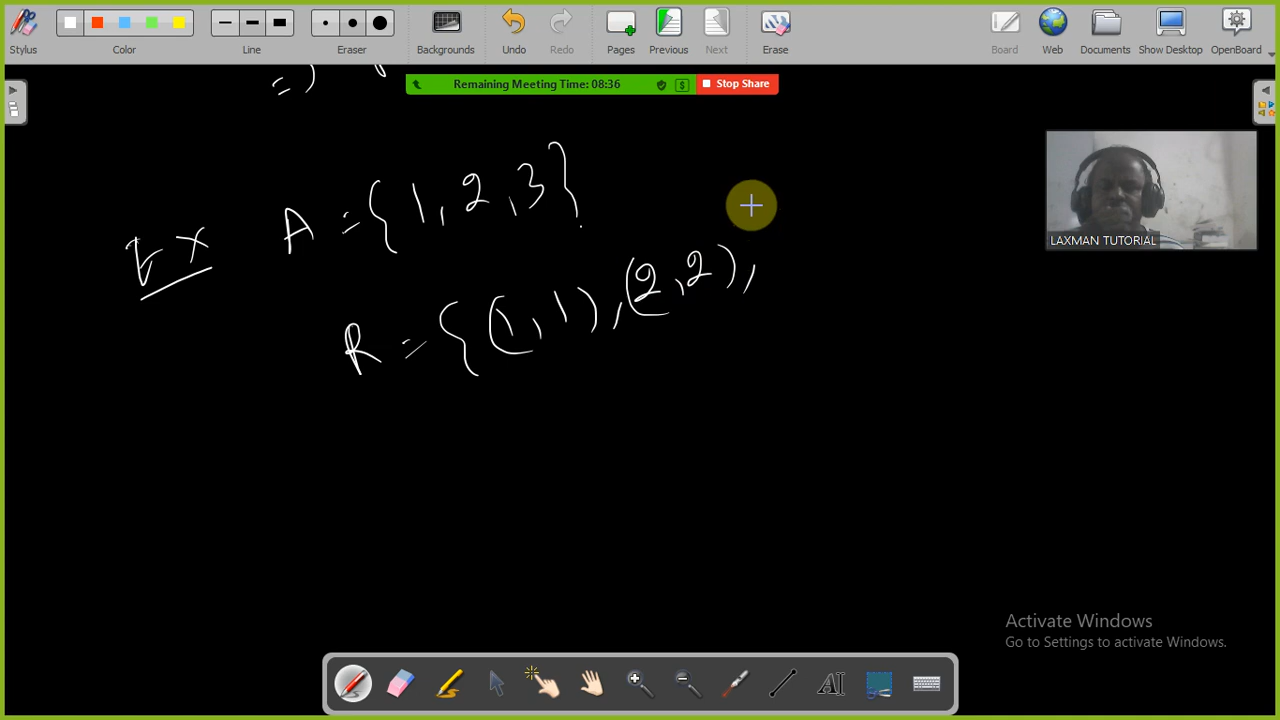 Stylus
Color
Line
Eraser
Backgrounds
Undo
Redo
Pages
Previous
Next
Erase
Board
Web
Documents
Show Desktop
OpenBoard
Remaining Meeting Time: 08:36
$
Stop Share
=>
Ex A = {1, 2, 3}
R = {(1, 1), (2, 2),
LAXMAN TUTORIAL
Activate Windows
Go to Settings to activate Windows.
AI